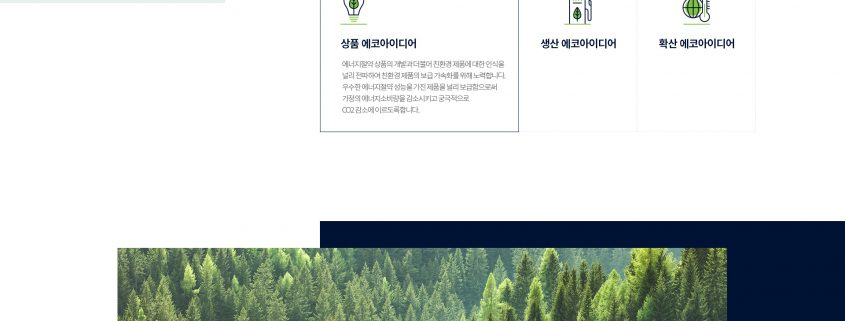 상품 에코아이디어
에너지절약 상품의 개발과 더불어 친환경 제품에 대한 인식을
널리 전파하여 친환경 제품의 보급 가속화를 위해 노력합니다.
우수한 에너지절약 성능을 가진 제품을 널리 보급함으로써
가정의 에너지소비량을 감소시키고 궁극적으로
CO2 감소에 이르도록합니다.
생산 에코아이디어
확산 에코아이디어